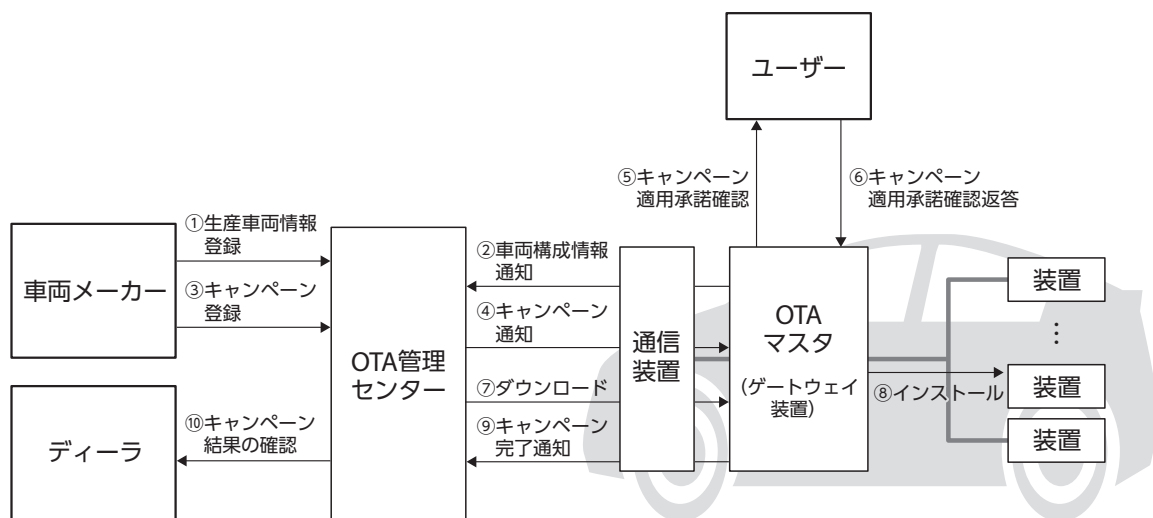 ユーザー
⑤キャンペーン
適用承諾確認
⑥キャンペーン
適用承諾確認返答
車両メーカー
①生産車両情報
登録
③キャンペーン
登録
OTA管理
センター
②車両構成情報
通知
④キャンペーン
通知
⑦ダウンロード
⑨キャンペーン
完了通知
通信
装置
OTA
マスタ
(ゲートウェイ
装置)
⑧インストール
装置
⋮
装置
装置
ディーラ
⑩キャンペーン
結果の確認